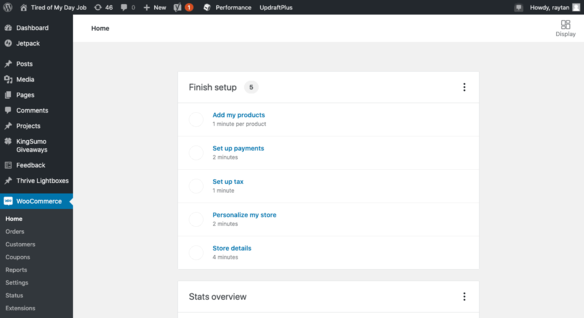 Tired of My Day Job
46
0
New
1
Performance
UpdraftPlus
Howdy, raytan
Dashboard
Jetpack
Posts
Media
Pages
Comments
Projects
KingSumo
Giveaways
Feedback
Thrive Lightboxes
WooCommerce
Home
Orders
Customers
Coupons
Reports
Settings
Status
Extensions
Home
Display
Finish setup 5
Add my products
1 minute per product
Set up payments
2 minutes
Set up tax
1 minute
Personalize my store
2 minutes
Store details
4 minutes
Stats overview